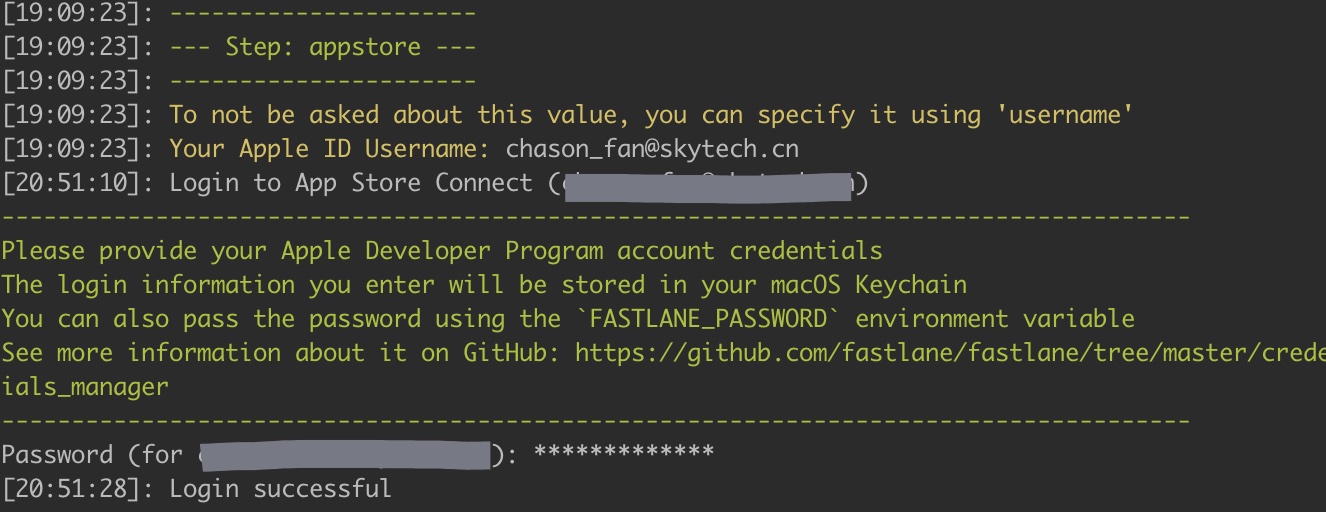 [19:09:23]: ----------------------
[19:09:23]: --- Step: appstore ---
[19:09:23]: ----------------------
[19:09:23]: To not be asked about this value, you can specify it using 'username'
[19:09:23]: Your Apple ID Username: chason_fan@skytech.cn
[20:51:10]: Login to App Store Connect ()
-------------------------------------------------------------------------------------
Please provide your Apple Developer Program account credentials
The login information you enter will be stored in your macOS Keychain
You can also pass the password using the `FASTLANE_PASSWORD` environment variable
See more information about it on GitHub: https://github.com/fastlane/fastlane/tree/master/crede
ials_manager
-------------------------------------------------------------------------------------
Password (for ): *************
[20:51:28]: Login successful